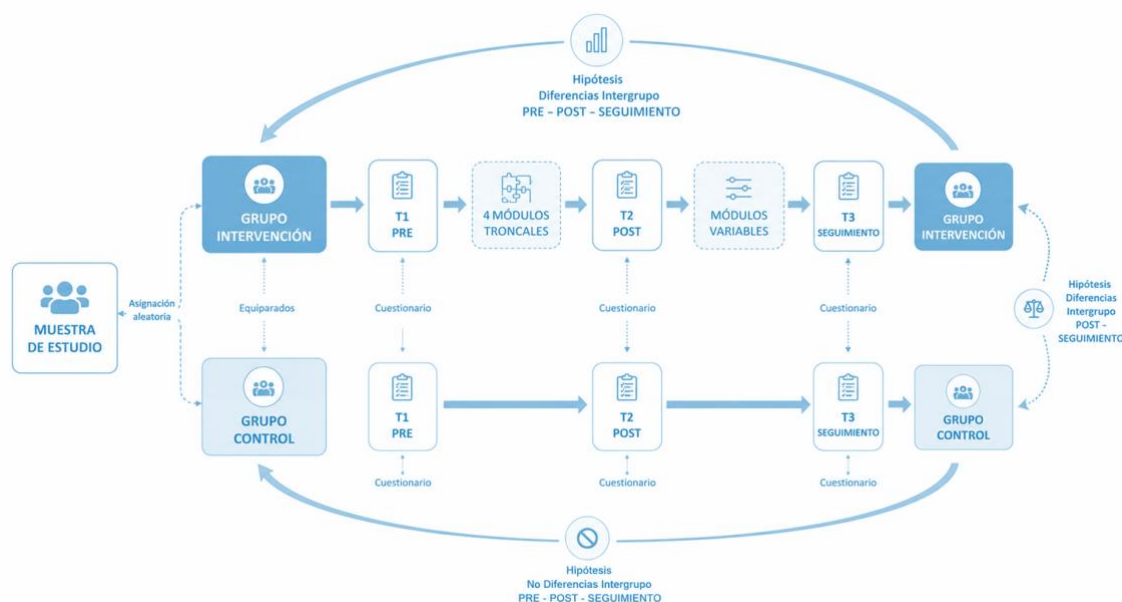 Hipótesis
Diferencias Intergrupo
PRE – POST – SEGUIMIENTO
GRUPO
INTERVENCIÓN
T1
PRE
4 MÓDULOS
TRONCALES
T2
POST
MÓDULOS
VARIABLES
T3
SEGUIMIENTO
GRUPO
INTERVENCIÓN
MUESTRA
DE ESTUDIO
Asignación
aleatoria
Equiparados
Cuestionario
Cuestionario
Cuestionario
Hipótesis
Diferencias
Intergrupo
POST -
SEGUIMIENTO
GRUPO
CONTROL
T1
PRE
T2
POST
T3
SEGUIMIENTO
GRUPO
CONTROL
Cuestionario
Cuestionario
Cuestionario
Hipótesis
No Diferencias Intergrupo
PRE - POST - SEGUIMIENTO